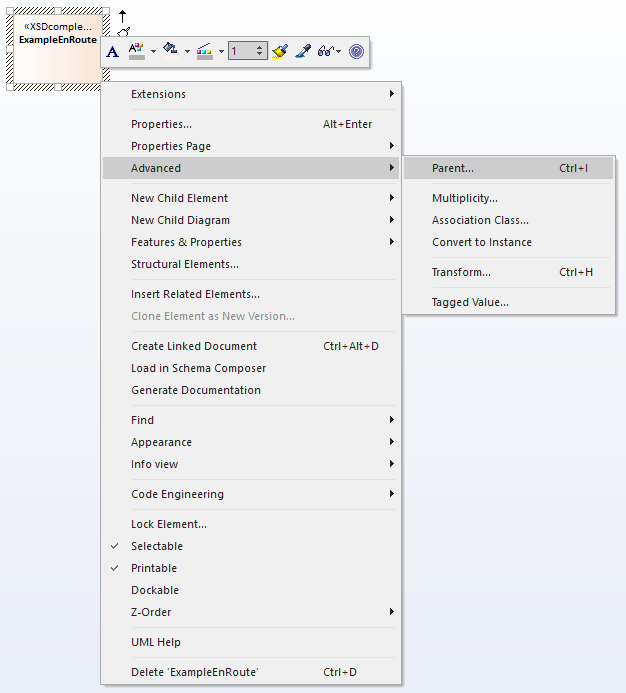 «XSDcomple...
ExampleEnRoute
A
1
Extensions
Properties... Alt+Enter
Properties Page
Advanced
Parent... Ctrl+I
Multiplicity...
Association Class...
Convert to Instance
Transform... Ctrl+H
Tagged Value...
New Child Element
New Child Diagram
Features & Properties
Structural Elements...
Insert Related Elements...
Clone Element as New Version...
Create Linked Document Ctrl+Alt+D
Load in Schema Composer
Generate Documentation
Find
Appearance
Info view
Code Engineering
Lock Element...
Selectable
Printable
Dockable
Z-Order
UML Help
Delete 'ExampleEnRoute' Ctrl+D